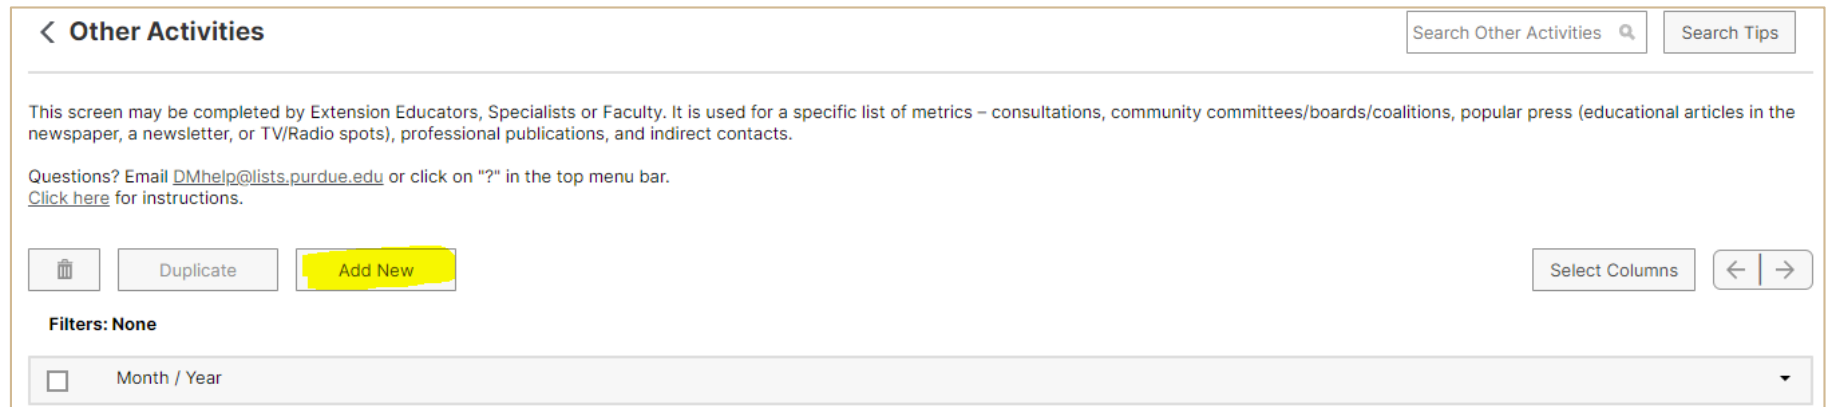 Other Activities
Search Other Activities
Search Tips
This screen may be completed by Extension Educators, Specialists or Faculty. It is used for a specific list of metrics – consultations, community committees/boards/coalitions, popular press (educational articles in the
newspaper, a newsletter, or TV/Radio spots), professional publications, and indirect contacts.
Questions? Email DMhelp@lists.purdue.edu or click on "?" in the top menu bar.
Click here for instructions.
Duplicate
Add New
Select Columns
Filters: None
Month / Year